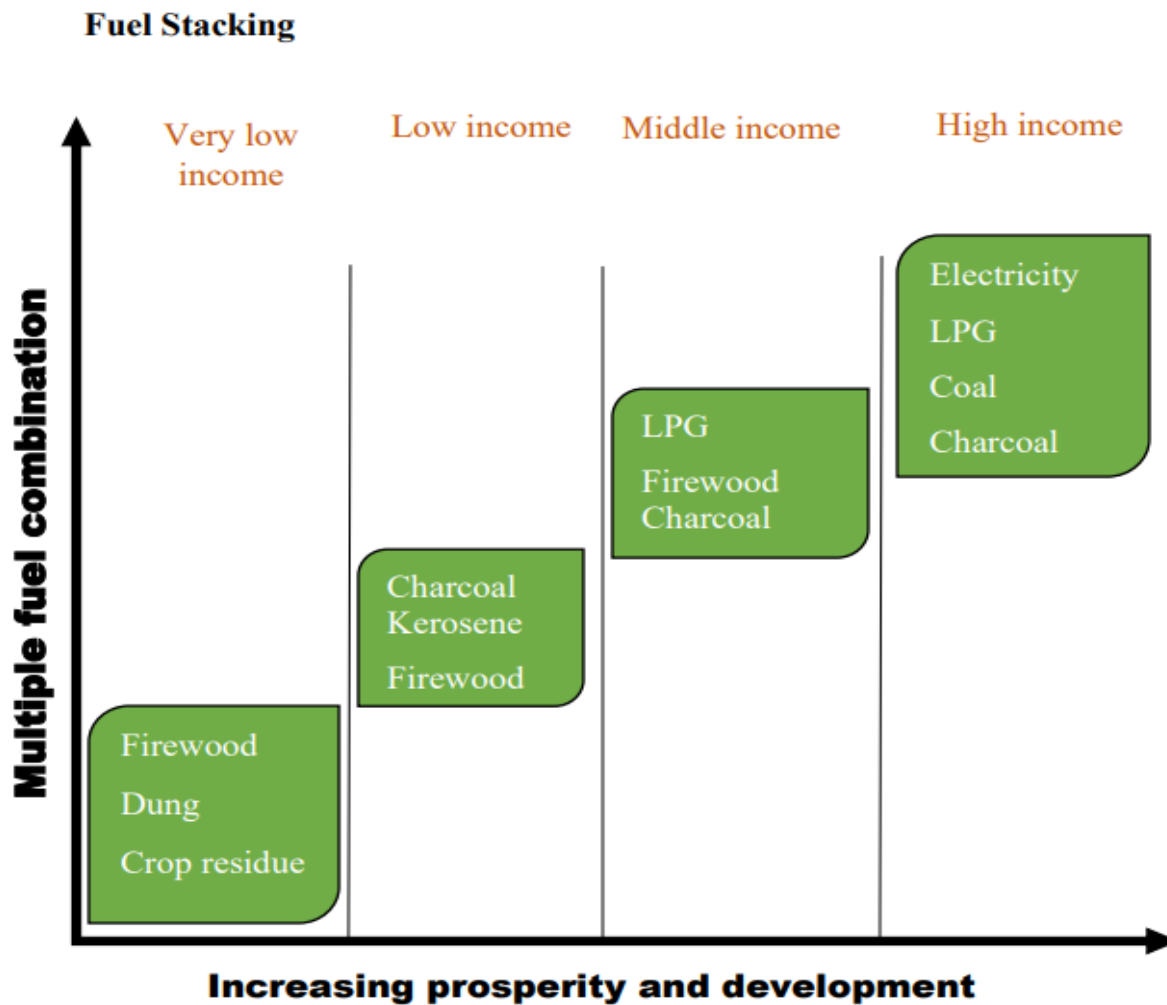 Fuel Stacking
Very low
income
Low income
Middle income
High income
Multiple fuel combination
Electricity
LPG
Coal
Charcoal
LPG
Firewood
Charcoal
Charcoal
Kerosene
Firewood
Firewood
Dung
Crop residue
Increasing prosperity and development